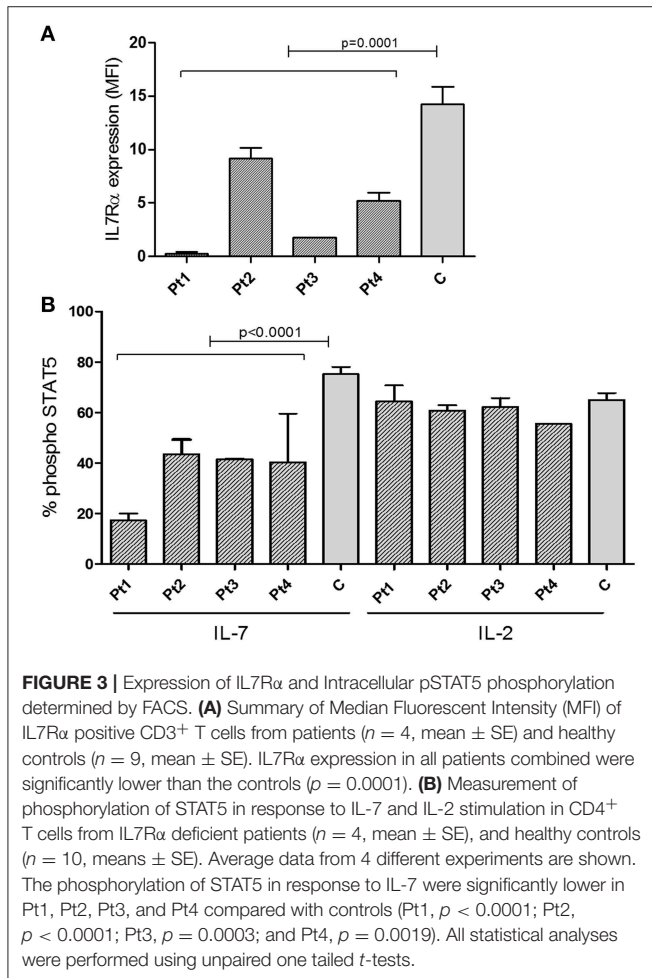 A
p=0.0001
IL7Rα expression (MFI)
20
15
10
5
0
Pt1 Pt2 Pt3 Pt4 C
B
p<0.0001
% phospho STAT5
100
80
60
40
20
0
Pt1 Pt2 Pt3 Pt4 C Pt1 Pt2 Pt3 Pt4 C
IL-7 IL-2
FIGURE 3 | Expression of IL7Rα and Intracellular pSTAT5 phosphorylation
determined by FACS. (A) Summary of Median Fluorescent Intensity (MFI) of
IL7Rα positive CD3+ T cells from patients (n = 4, mean ± SE) and healthy
controls (n = 9, mean ± SE). IL7Rα expression in all patients combined were
significantly lower than the controls (p = 0.0001). (B) Measurement of
phosphorylation of STAT5 in response to IL-7 and IL-2 stimulation in CD4+
T cells from IL7Rα deficient patients (n = 4, mean ± SE), and healthy controls
(n = 10, means ± SE). Average data from 4 different experiments are shown.
The phosphorylation of STAT5 in response to IL-7 were significantly lower in
Pt1, Pt2, Pt3, and Pt4 compared with controls (Pt1, p < 0.0001; Pt2,
p < 0.0001; Pt3, p = 0.0003; and Pt4, p = 0.0019). All statistical analyses
were performed using unpaired one tailed t-tests.